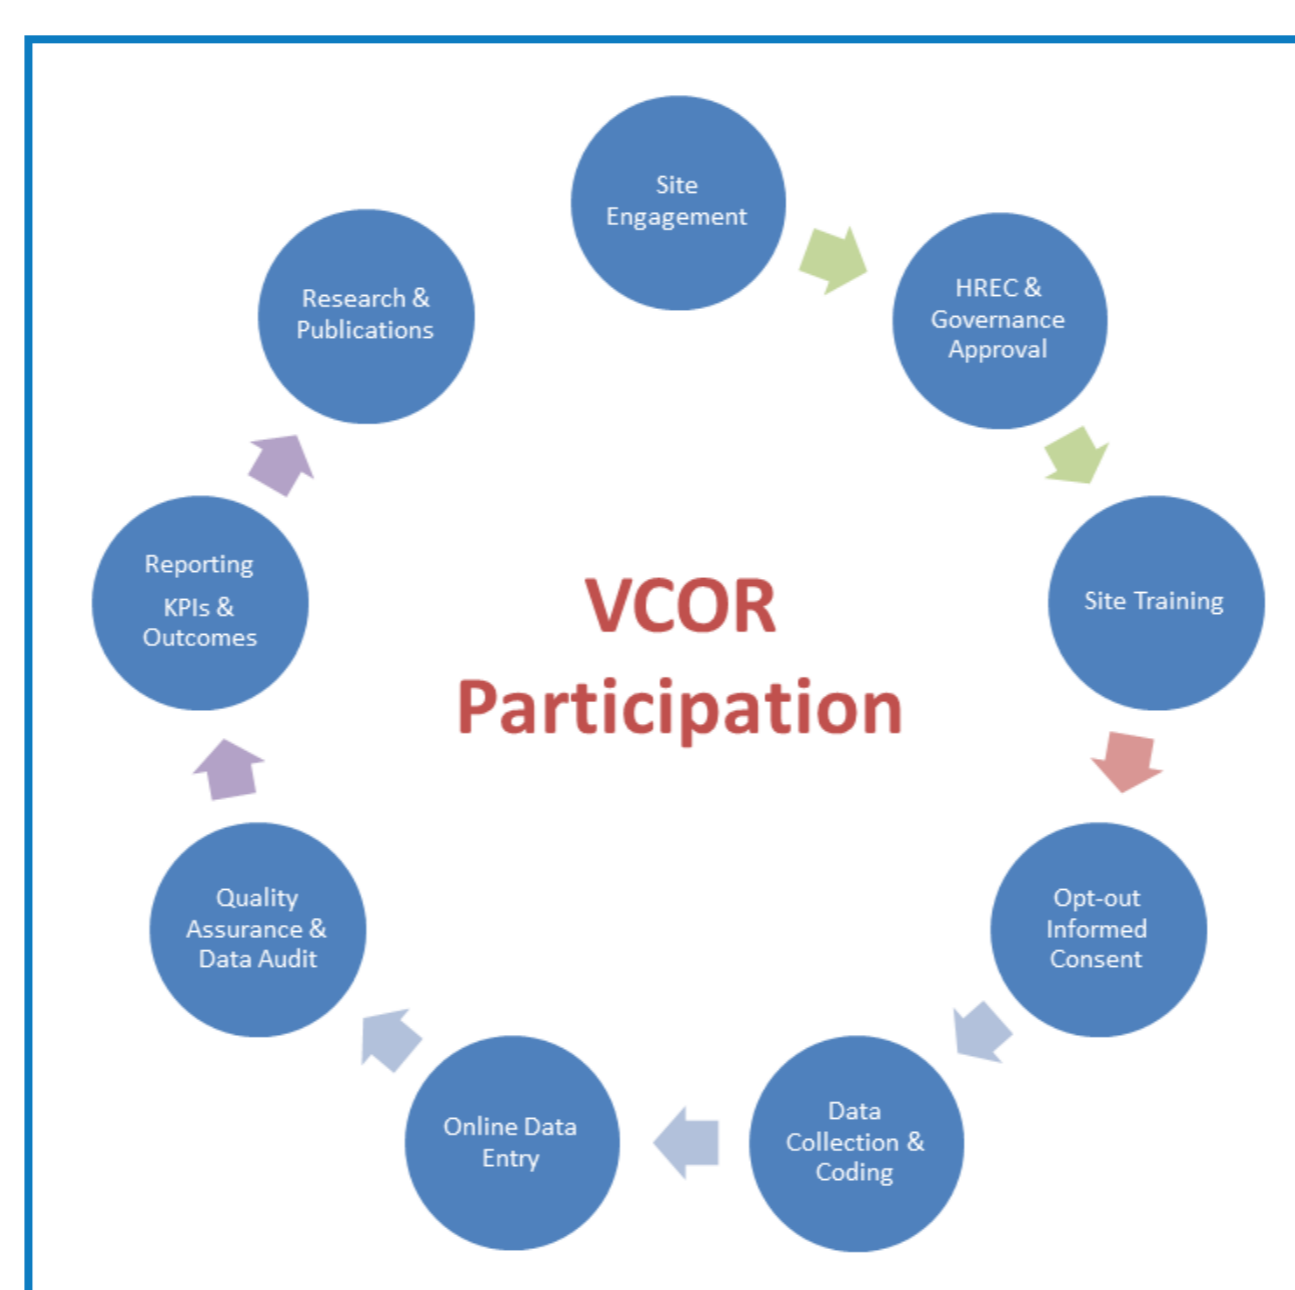 Site
Engagement
HREC &
Governance
Approval
Site Training
Opt-out
Informed
Consent
Data
Collection &
Coding
Online Data
Entry
Quality
Assurance &
Data Audit
Reporting
KPIs &
Outcomes
Research &
Publications
VCOR
Participation